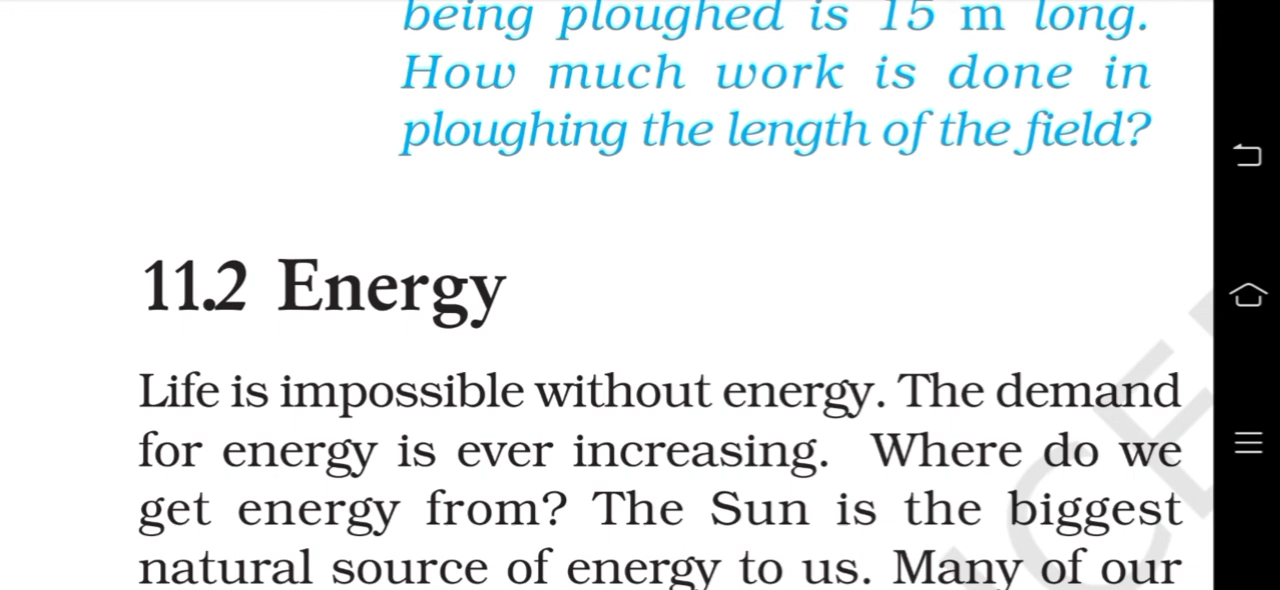 being ploughed is 15 m long.
How much work is done in
ploughing the length of the field?
11.2 Energy
Life is impossible without energy. The demand
for energy is ever increasing. Where do we
get energy from? The Sun is the biggest
natural source of energy to us. Many of our